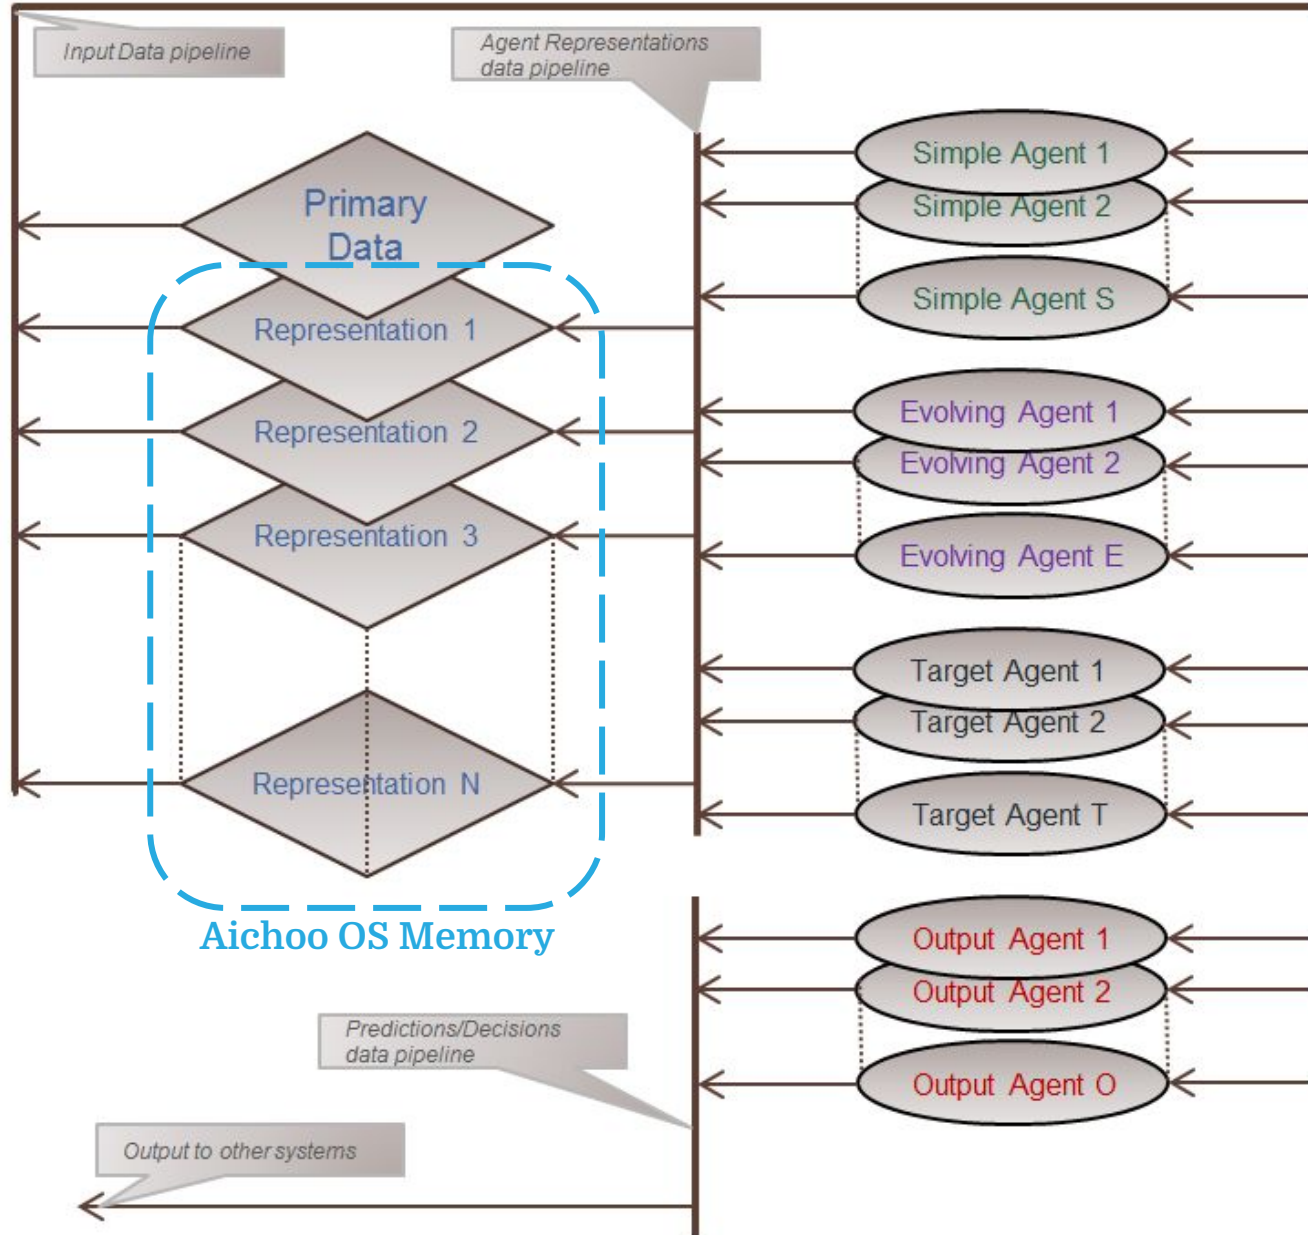 Input Data pipeline
Agent Representations
data pipeline
Primary
Data
Representation 1
Representation 2
Representation 3
Representation N
Aichoo OS Memory
Simple Agent 1
Simple Agent 2
Simple Agent S
Evolving Agent 1
Evolving Agent 2
Evolving Agent E
Target Agent 1
Target Agent 2
Target Agent T
Output Agent 1
Output Agent 2
Output Agent O
Predictions/Decisions
data pipeline
Output to other systems